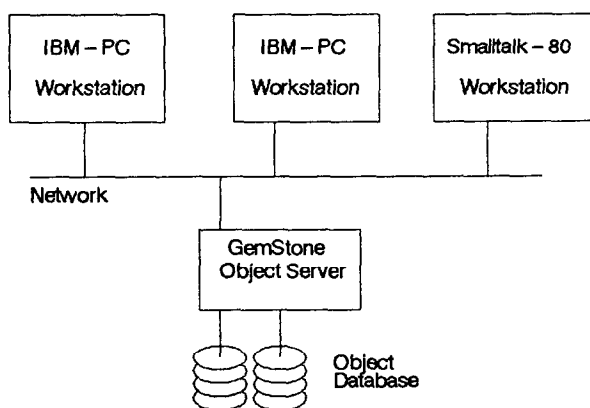 IBM – PC
Workstation
IBM – PC
Workstation
Smalltalk – 80
Workstation
Network
GemStone
Object Server
Object
Database